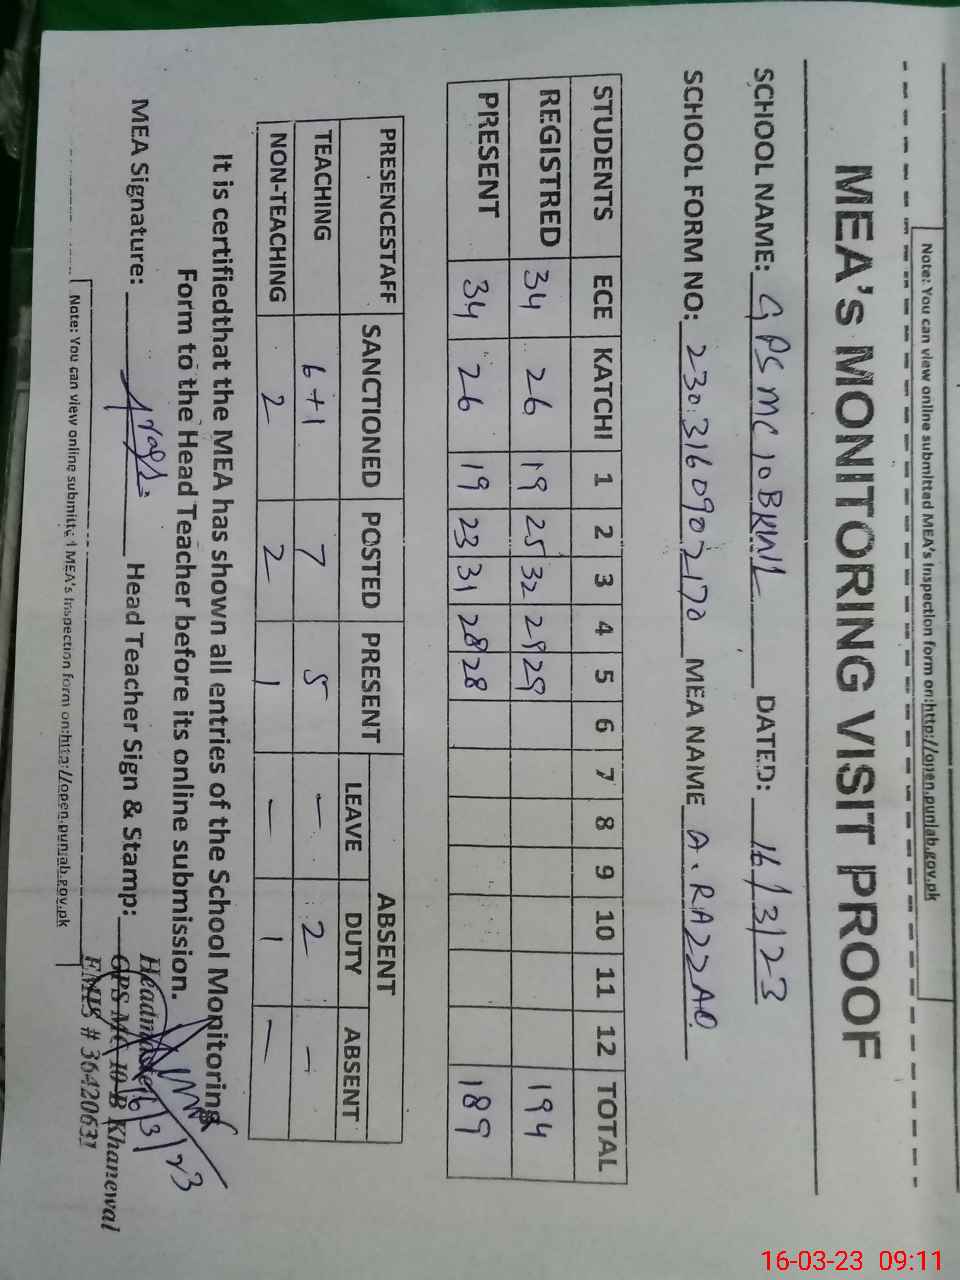 Note: You can view online submitted MEA's Inspection form on:http://open.punjab.gov.pk
MEA's MONITORING VISIT PROOF
SCHOOL NAME: GPS MC 10 B KWL DATED: 16/3/23
SCHOOL FORM NO: 230316090 2170 MEA NAME A. RAZZAQ
STUDENTS ECE KATCHI 1 2 3 4 5 6 7 8 9 10 11 12 TOTAL
REGISTRED 34 26 19 25 32 29 29 194
PRESENT 34 26 19 23 31 28 28 189
PRESENCESTAFF SANCTIONED POSTED PRESENT ABSENT
LEAVE DUTY ABSENT
TEACHING 6+1 7 5 – 2 –
NON-TEACHING 2 2 1 – 1 –
It is certifiedthat the MEA has shown all entries of the School Monitoring
Form to the Head Teacher before its online submission.
MEA Signature: Head Teacher Sign & Stamp:
16/3/23
Headmaster
GPS MC 10-B Khanewal
EMIS # 36420631
Note: You can view online submitted MEA's Inspection form on:http://open.punjab.gov.pk
16-03-23 09:11